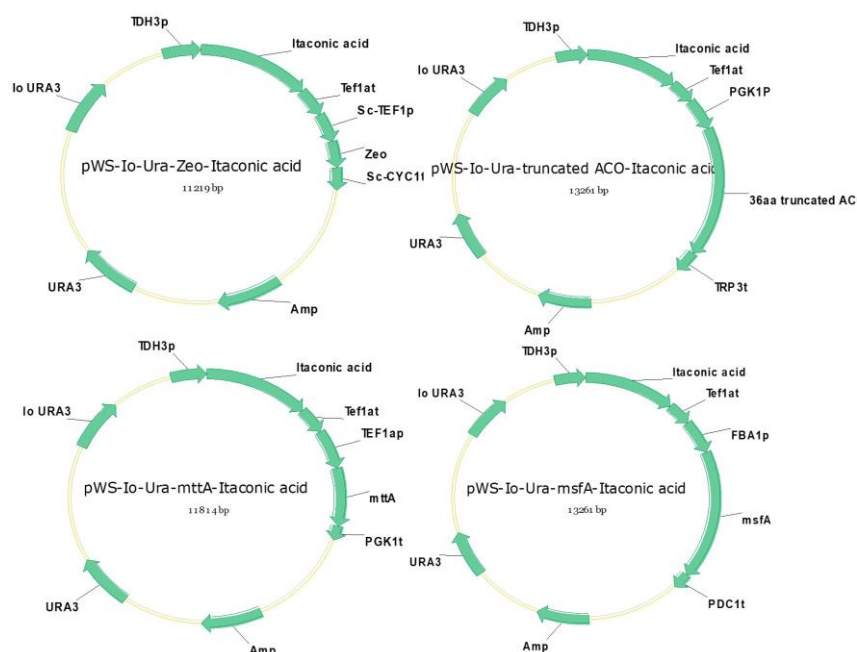 TDH3p
Itaconic acid
Io URA3
Tef1at
Sc-TEF1p
Zeo
Sc-CYC1t
pWS-Io-Ura-Zeo-Itaconic acid
11219 bp
URA3
Amp
TDH3p
Itaconic acid
Io URA3
Tef1at
PGK1P
pWS-Io-Ura-truncated ACO-Itaconic acid
13261 bp
36aa truncated AC
URA3
TRP3t
Amp
TDH3p
Itaconic acid
Io URA3
Tef1at
TEF1ap
pWS-Io-Ura-mttA-Itaconic acid
11814 bp
mttA
PGK1t
URA3
Amp
TDH3p
Itaconic acid
Io URA3
Tef1at
FBA1p
pWS-Io-Ura-msfA-Itaconic acid
13261 bp
msfA
URA3
PDC1t
Amp